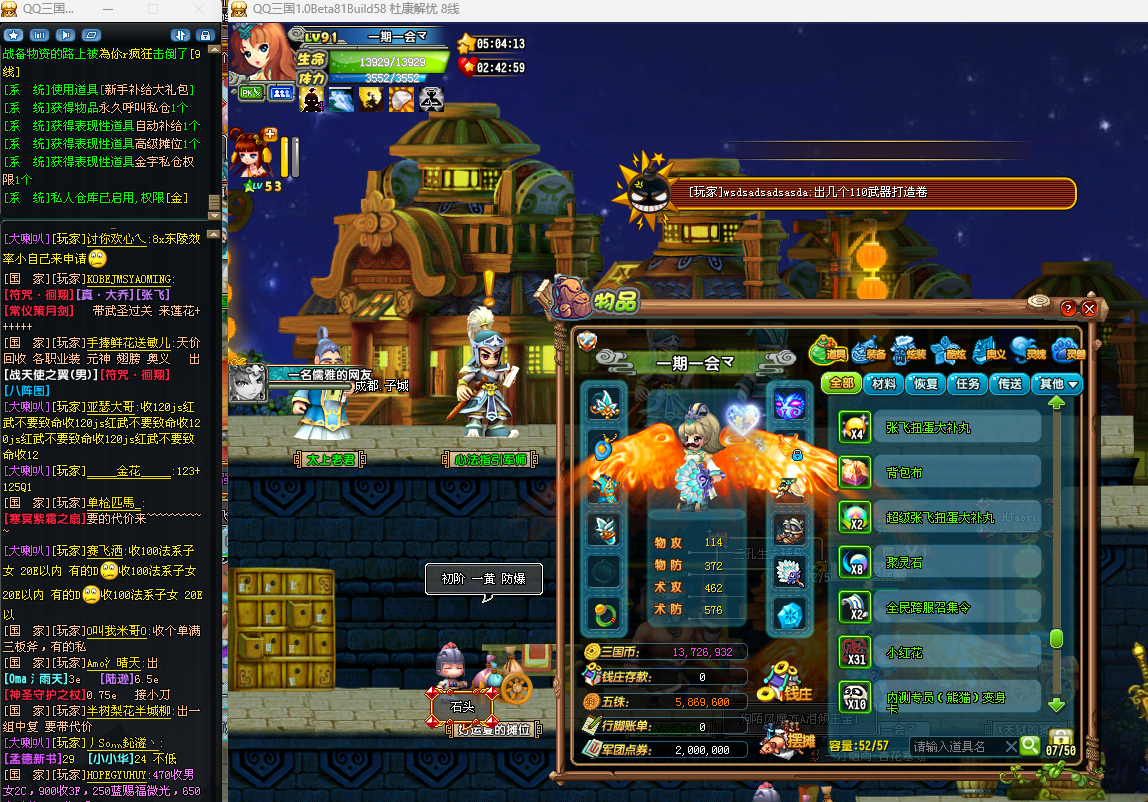 QQ三国...
QQ三国1.0Beta81Build58 杜康解忧 8线
战备物资的路上被為你r疯狂击倒了[9
线]
[系　统]使用道具[新手补给大礼包]
[系　统]获得物品永久呼叫私仓1个
[系　统]获得表现性道具自动补给1个
[系　统]获得表现性道具高级摊位1个
[系　统]获得表现性道具金字私仓权
限1个
[系　统]私人仓库已启用,权限[金]
[大喇叭][玩家]讨你欢心乀:8x东陵效
率小自己来申请
[国　家][玩家]KOBEJMSYAOMING:
[符咒·徊翔][真·大乔][张飞]
[常仪策月剑]　带武圣过关 来莲花+
+++++
[国　家][玩家]手捧鲜花送敏儿:天价
回收 各职业装 元神 翅膀 奥义　出
[战天使之翼(男)][符咒·徊翔]
[八阵图]
[大喇叭][玩家]亚瑟大哥:收120js红
武不要致命收120js红武不要致命收12
0js红武不要致命收120js红武不要致
命收12
[大喇叭][玩家]_____金花_____:123+
125Q1
[国　家][玩家]单枪匹馬_:
[寒冥紫霜之扇]要的代价来~~~~~~~~
~
[大喇叭][玩家]赛飞洒:收100法系子
女 20E以内 有的D收100法系子女
20E以内 有的D收100法系子女 20E
以
[国　家][玩家]O叫我米哥O:收个单满
三板斧，有的私
[国　家][玩家]Amo氵晴天:出
[Oma氵雨天]3e　[陆逊]6.5e
[神圣守护之杖]0.75e　接小刀
[国　家][玩家]半树梨花半城柳:出一
组中复 要带代价
[孟德新书]29　[小小华]24 不低
[国　家][玩家]HOPEGYUHUY:470收男
女2C，900收3F，250蓝赐福微光，650
LV91
一期一会マ
生命
13929/13929
体力
3552/3552
PK
05:04:13
02:42:59
LV 53
[玩家]wsdsadsadsasda:出几个110武器打造卷
一名儒雅的网友
成都.子城
太上老君
心法指引军师
初阶 一黄 防爆
石头
好运复的摊位
物品
一期一会マ
道具
装备
炫装
酷炫
奥义
灵魂
灵兽
全部
材料
恢复
任务
传送
其他
X4
张飞扭蛋大补丸
背包布
X2
超级张飞扭蛋大补丸
X8
聚灵石
X2
全民跨服召集令
X31
小红花
X10
内测专员（熊猫）变身
卡
物攻 114
物防 372
术攻 462
术防 576
三国币: 13,726,932
钱庄存款: 0
五铢: 5,869,600
行脚账单: 0
军团点券: 2,000,000
钱庄
摆摊
容量:52/57
请输入道具名
07/50